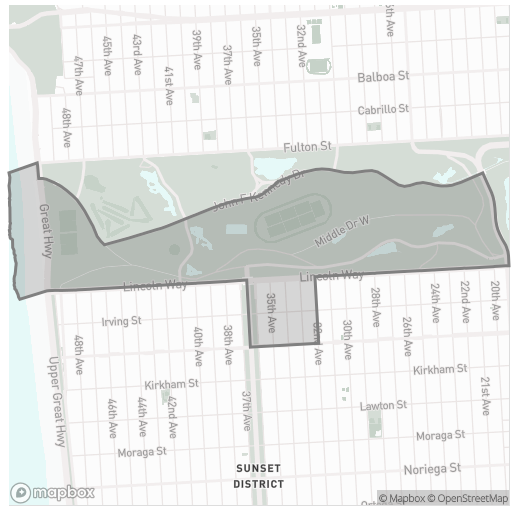 45th Ave
43rd Ave
39th Ave
35th Ave
32nd Ave
47th Ave
41st Ave
37th Ave
Balboa St
48th Ave
Cabrillo St
Fulton St
John F Kennedy Dr
Great Hwy
Middle Dr W
Lincoln Way
Lincoln Way
20th Ave
22nd Ave
24th Ave
28th Ave
35th Ave
Irving St
26th Ave
30th Ave
32nd Ave
38th Ave
40th Ave
48th Ave
Kirkham St
Kirkham St
21st Ave
Upper Great Hwy
37th Ave
Lawton St
46th Ave
44th Ave
42nd Ave
Moraga St
Moraga St
SUNSET
DISTRICT
Noriega St
mapbox
© Mapbox © OpenStreetMap